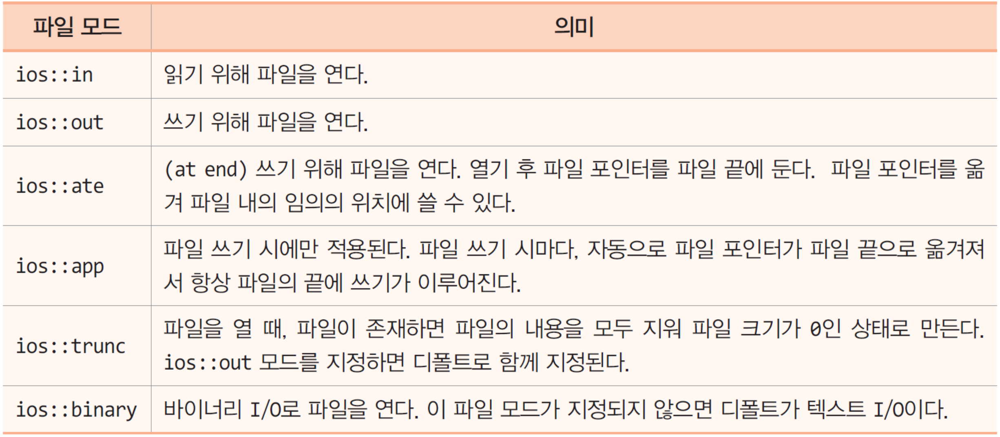 파일 모드
의미
ios::in
읽기 위해 파일을 연다.
ios::out
쓰기 위해 파일을 연다.
ios::ate
(at end) 쓰기 위해 파일을 연다. 열기 후 파일 포인터를 파일 끝에 둔다. 파일 포인터를 옮
겨 파일 내의 임의의 위치에 쓸 수 있다.
ios::app
파일 쓰기 시에만 적용된다. 파일 쓰기 시마다, 자동으로 파일 포인터가 파일 끝으로 옮겨져
서 항상 파일의 끝에 쓰기가 이루어진다.
ios::trunc
파일을 열 때, 파일이 존재하면 파일의 내용을 모두 지워 파일 크기가 0인 상태로 만든다.
ios::out 모드를 지정하면 디폴트로 함께 지정된다.
ios::binary
바이너리 I/O로 파일을 연다. 이 파일 모드가 지정되지 않으면 디폴트가 텍스트 I/O이다.